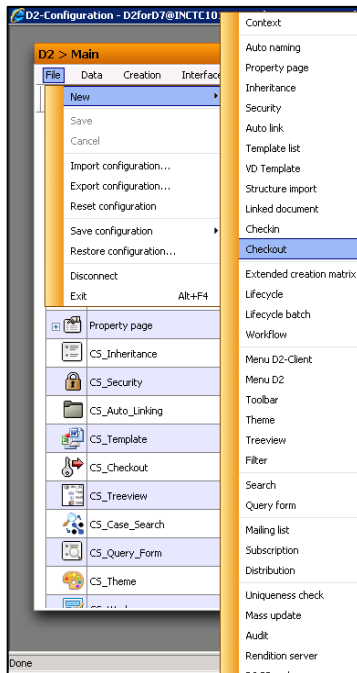 D2-Configuration - D2forD7@INCTC10
D2 > Main
File Data Creation Interface
New
Save
Cancel
Import configuration...
Export configuration...
Reset configuration
Save configuration
Restore configuration...
Disconnect
Exit Alt+F4
Property page
CS_Inheritance
CS_Security
CS_Auto_Linking
CS_Template
CS_Checkout
CS_Treeview
CS_Case_Search
CS_Query_Form
CS_Theme
Done
Context
Auto naming
Property page
Inheritance
Security
Auto link
Template list
VD Template
Structure import
Linked document
Checkin
Checkout
Extended creation matrix
Lifecycle
Lifecycle batch
Workflow
Menu D2-Client
Menu D2
Toolbar
Theme
Treeview
Filter
Search
Query form
Mailing list
Subscription
Distribution
Uniqueness check
Mass update
Audit
Rendition server